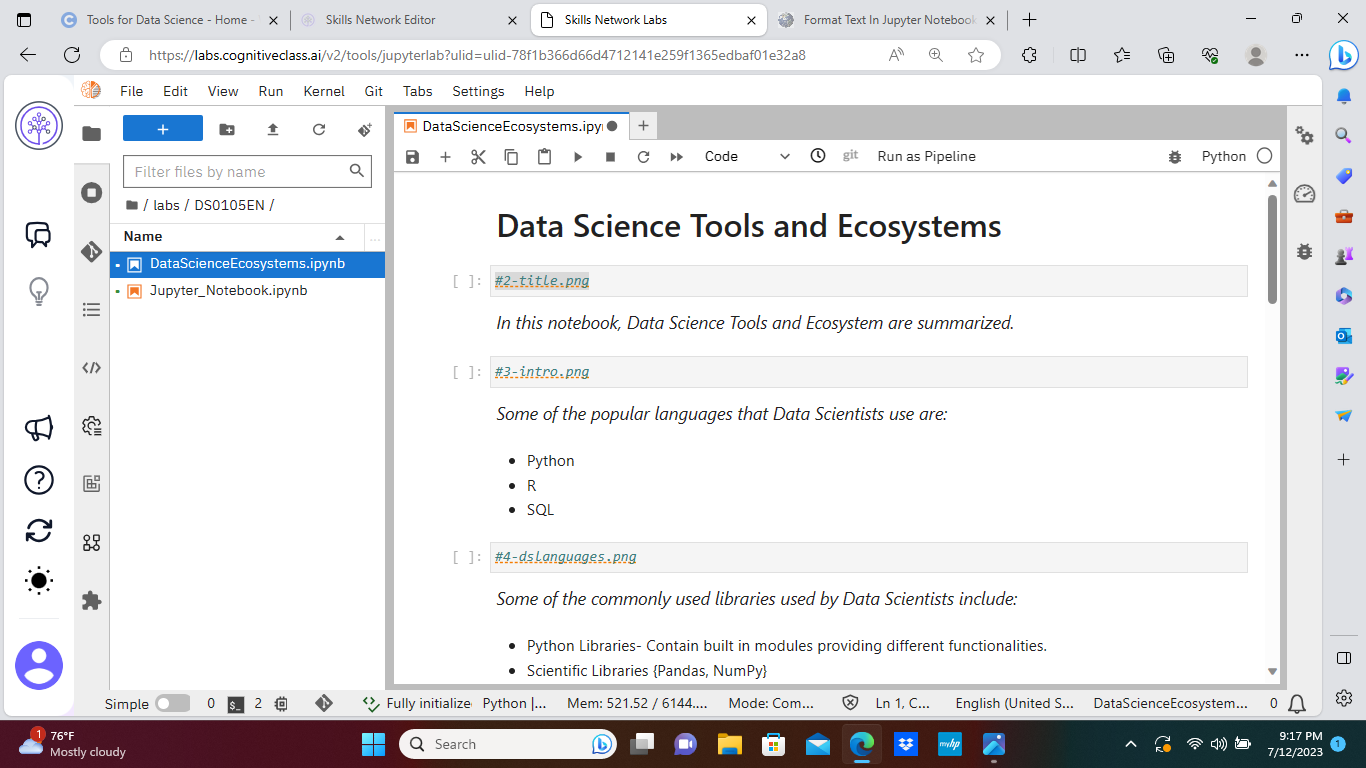 Tools for Data Science - Home -
Skills Network Editor
Skills Network Labs
Format Text In Jupyter Notebook
https://labs.cognitiveclass.ai/v2/tools/jupyterlab?ulid=ulid-78f1b366d66d4712141e259f1365edbaf01e32a8
File Edit View Run Kernel Git Tabs Settings Help
DataScienceEcosystems.ipyn
Code
git
Run as Pipeline
Python
Filter files by name
/ labs / DS0105EN /
Name
DataScienceEcosystems.ipynb
Jupyter_Notebook.ipynb
Data Science Tools and Ecosystems
[ ]: #2-title.png
In this notebook, Data Science Tools and Ecosystem are summarized.
[ ]: #3-intro.png
Some of the popular languages that Data Scientists use are:
• Python
• R
• SQL
[ ]: #4-dslanguages.png
Some of the commonly used libraries used by Data Scientists include:
• Python Libraries- Contain built in modules providing different functionalities.
• Scientific Libraries {Pandas, NumPy}
Simple 0 $_ 2 Fully initialize Python |... Mem: 521.52 / 6144.... Mode: Com... Ln 1, C... English (United S... DataScienceEcosystem... 0
1
76°F
Mostly cloudy
Search
myhp
9:17 PM
7/12/2023
1